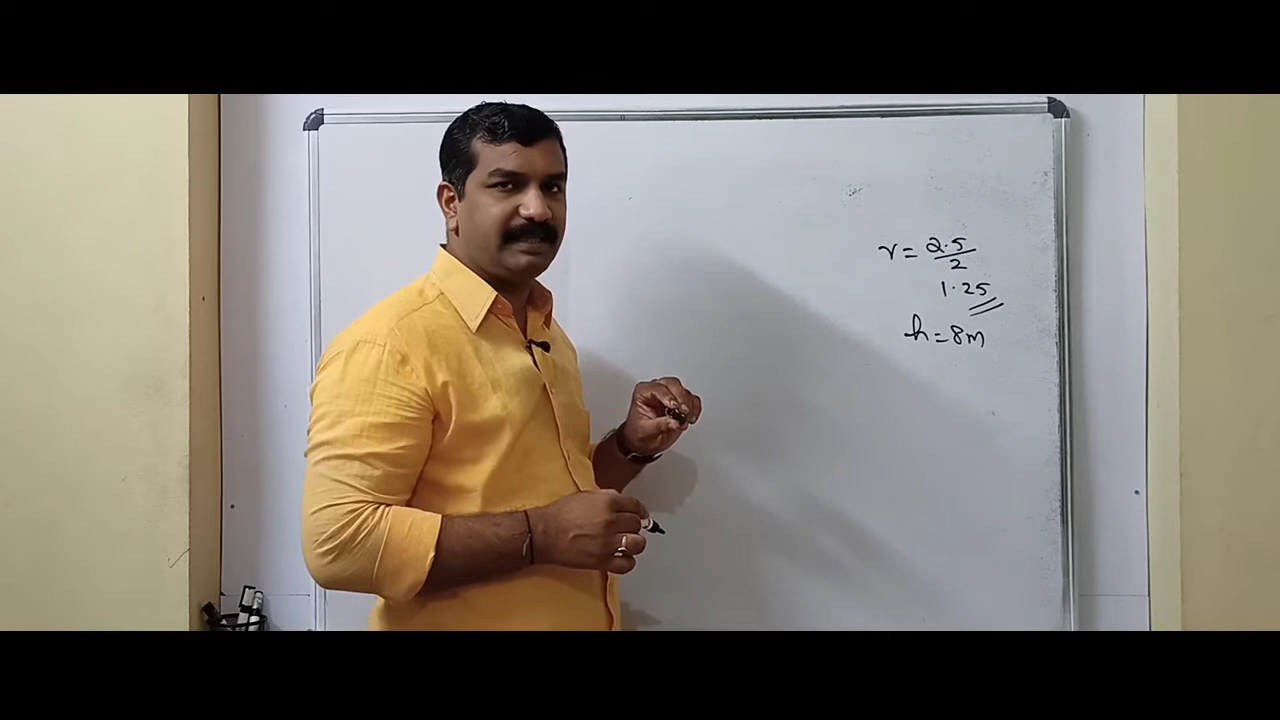 r = 2.5/2
1.25
h = 8m